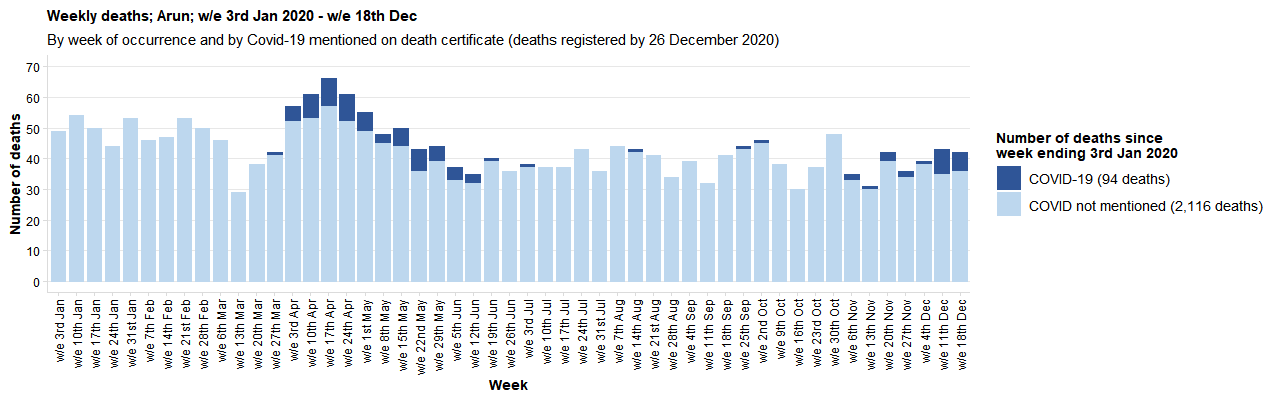 Weekly deaths; Arun; w/e 3rd Jan 2020 - w/e 18th Dec
By week of occurrence and by Covid-19 mentioned on death certificate (deaths registered by 26 December 2020)
Number of deaths
70
60
50
40
30
20
10
0
w/e 3rd Jan
w/e 10th Jan
w/e 17th Jan
w/e 24th Jan
w/e 31st Jan
w/e 7th Feb
w/e 14th Feb
w/e 21st Feb
w/e 28th Feb
w/e 6th Mar
w/e 13th Mar
w/e 20th Mar
w/e 27th Mar
w/e 3rd Apr
w/e 10th Apr
w/e 17th Apr
w/e 24th Apr
w/e 1st May
w/e 8th May
w/e 15th May
w/e 22nd May
w/e 29th May
w/e 5th Jun
w/e 12th Jun
w/e 19th Jun
w/e 26th Jun
w/e 3rd Jul
w/e 10th Jul
w/e 17th Jul
w/e 24th Jul
w/e 31st Jul
w/e 7th Aug
w/e 14th Aug
w/e 21st Aug
w/e 28th Aug
w/e 4th Sep
w/e 11th Sep
w/e 18th Sep
w/e 25th Sep
w/e 2nd Oct
w/e 9th Oct
w/e 16th Oct
w/e 23rd Oct
w/e 30th Oct
w/e 6th Nov
w/e 13th Nov
w/e 20th Nov
w/e 27th Nov
w/e 4th Dec
w/e 11th Dec
w/e 18th Dec
Week
Number of deaths since
week ending 3rd Jan 2020
COVID-19 (94 deaths)
COVID not mentioned (2,116 deaths)